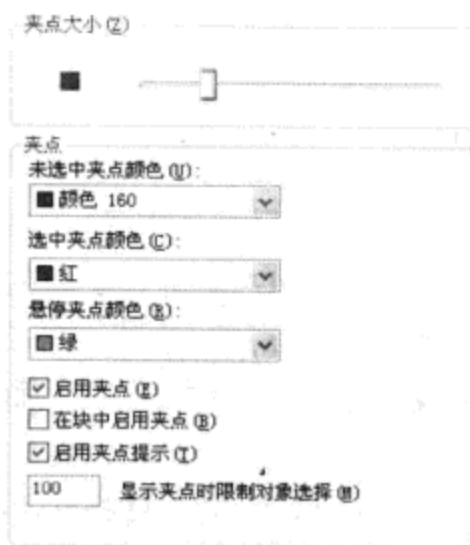 夹点大小(Z)
夹点
未选中夹点颜色(U):
颜色 160
选中夹点颜色(C):
红
悬停夹点颜色(R):
绿
启用夹点(E)
在块中启用夹点(B)
启用夹点提示(T)
100 显示夹点时限制对象选择(M)